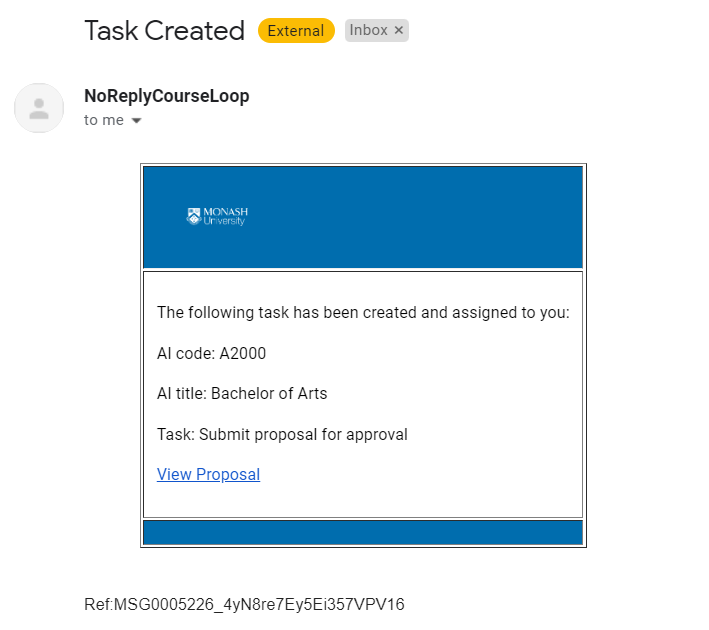 Task Created External Inbox ×
NoReplyCourseLoop
to me
MONASH
University
The following task has been created and assigned to you:
AI code: A2000
AI title: Bachelor of Arts
Task: Submit proposal for approval
View Proposal
Ref:MSG0005226_4yN8re7Ey5Ei357VPV16